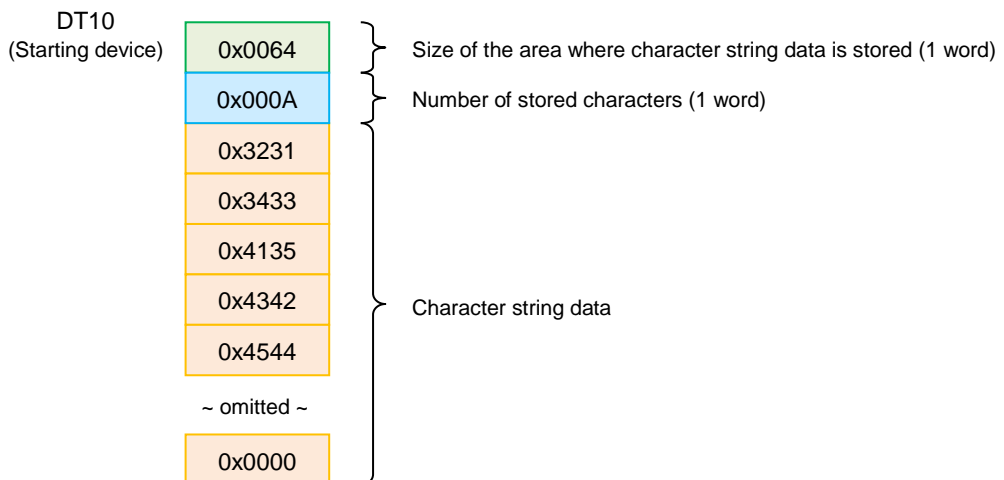 DT10
(Starting device)
0x0064
Size of the area where character string data is stored (1 word)
0x000A
Number of stored characters (1 word)
0x3231
0x3433
0x4135
0x4342
Character string data
0x4544
~ omitted ~
0x0000